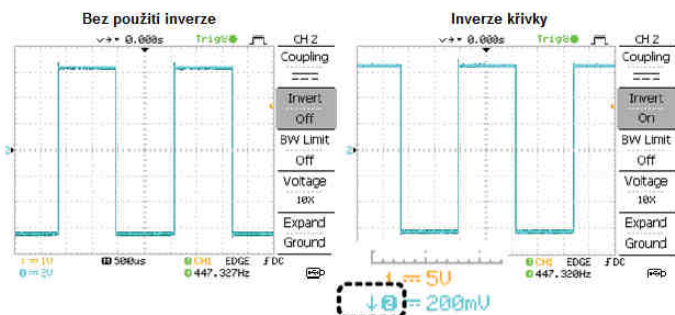 Bez použití inverze
0.000s Trig'd CH 2
Coupling
Invert
Off
BW Limit
Off
Voltage
10X
Expand
Ground
2
1 1V 500us CH1 EDGE DC
2 2V 447.327Hz
Inverze křivky
0.000s Trig'd CH 2
Coupling
Invert
On
BW Limit
Off
Voltage
10X
Expand
Ground
2
CH1 EDGE DC
447.320Hz
1 5V
2 200mV